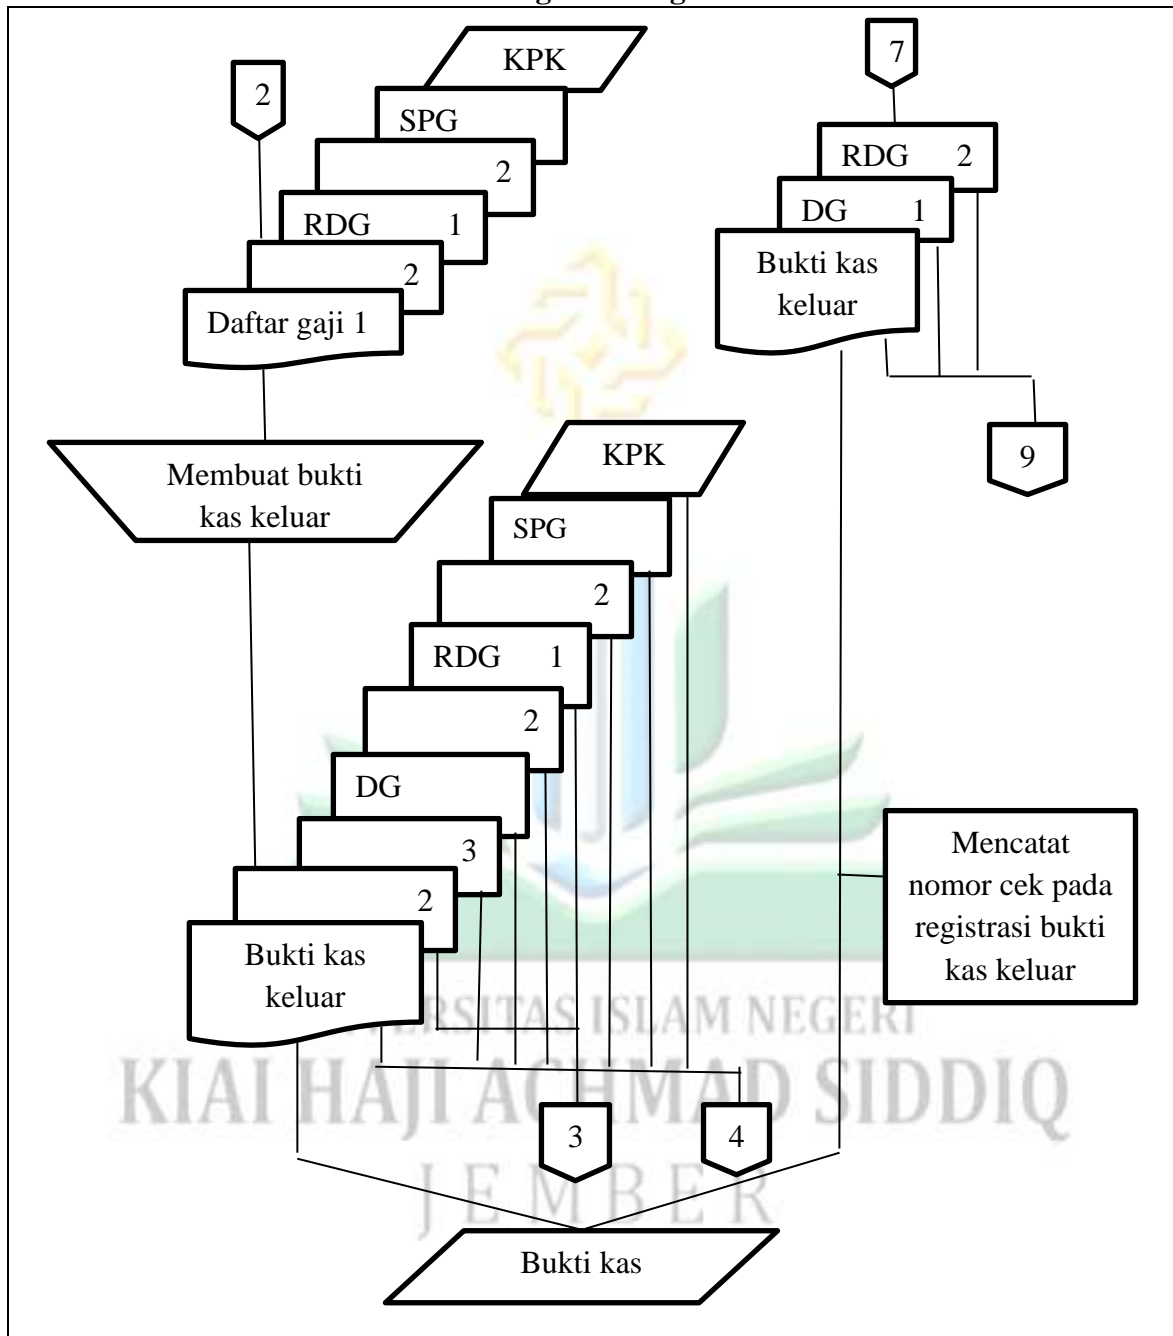 2
KPK
SPG
2
RDG 1
2
Daftar gaji 1
Membuat bukti
kas keluar
KPK
SPG
2
RDG 1
2
DG
3
2
Bukti kas
keluar
3
4
Bukti kas
7
RDG 2
DG 1
Bukti kas
keluar
9
Mencatat
nomor cek pada
registrasi bukti
kas keluar
ERSITAS ISLAM NEGERI
KIAI HAJI ACHMAD SIDDIQ
JEMBER